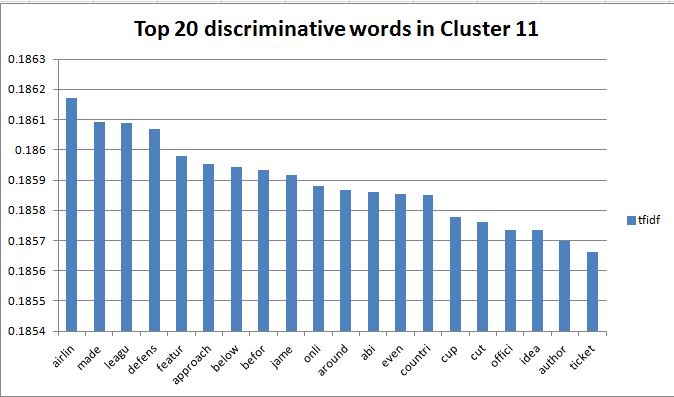 Top 20 discriminative words in Cluster 11
0.1863
0.1862
0.1861
0.186
0.1859
0.1858
0.1857
0.1856
0.1855
0.1854
airlin
made
leagu
defens
featur
approach
below
befor
jame
onli
around
abi
even
countri
cup
cut
offici
idea
author
ticket
tfidf